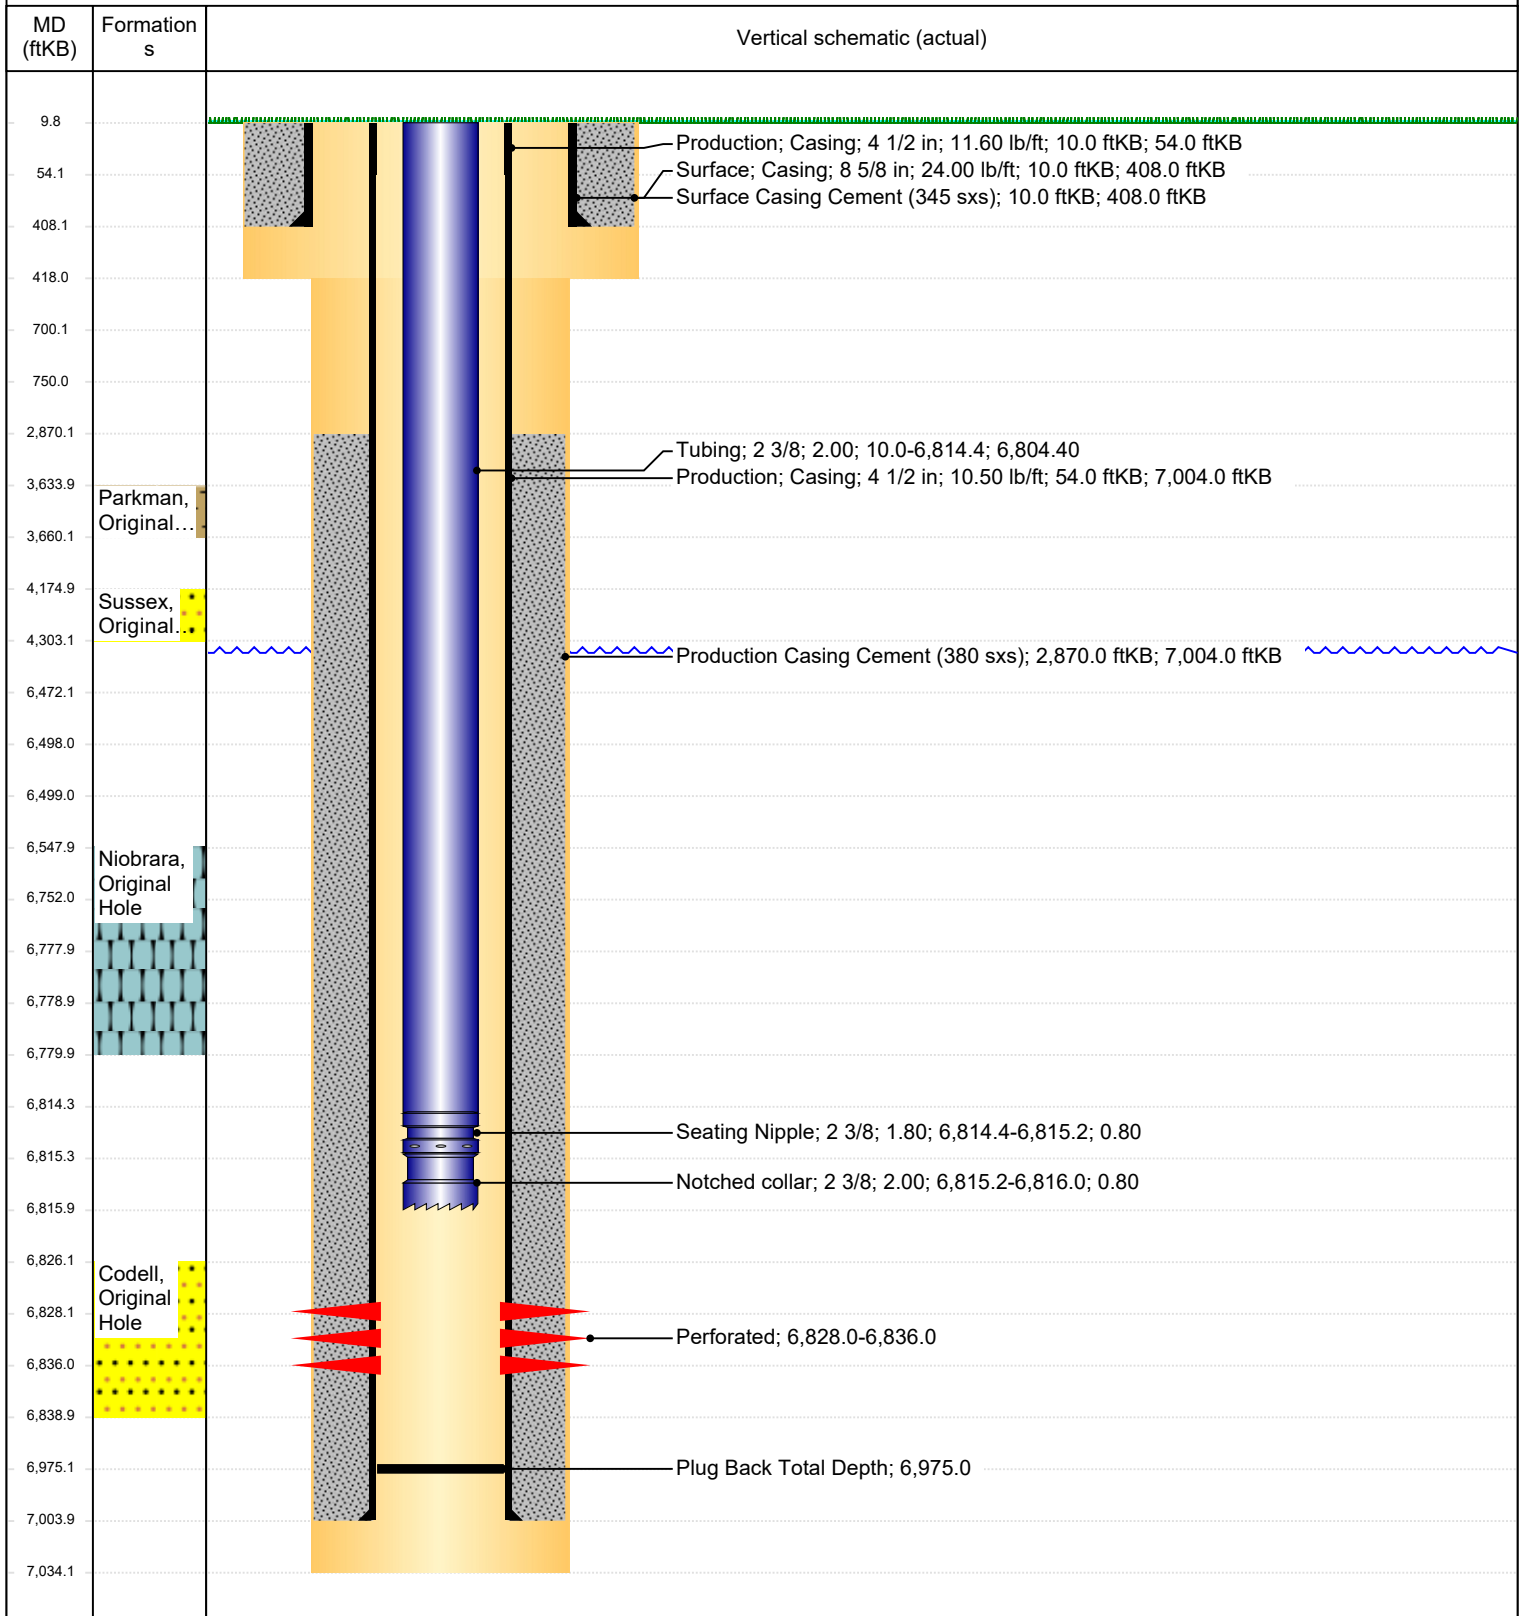 MD
(ftKB)
Formation
s
Vertical schematic (actual)
9.8
54.1
408.1
418.0
700.1
750.0
2,870.1
3,633.9
3,660.1
4,174.9
4,303.1
6,472.1
6,498.0
6,499.0
6,547.9
6,752.0
6,777.9
6,778.9
6,779.9
6,814.3
6,815.3
6,815.9
6,826.1
6,828.1
6,836.0
6,838.9
6,975.1
7,003.9
7,034.1
Parkman,
Original...
Sussex,
Original...
Niobrara,
Original
Hole
Codell,
Original
Hole
Production; Casing; 4 1/2 in; 11.60 lb/ft; 10.0 ftKB; 54.0 ftKB
Surface; Casing; 8 5/8 in; 24.00 lb/ft; 10.0 ftKB; 408.0 ftKB
Surface Casing Cement (345 sxs); 10.0 ftKB; 408.0 ftKB
Tubing; 2 3/8; 2.00; 10.0-6,814.4; 6,804.40
Production; Casing; 4 1/2 in; 10.50 lb/ft; 54.0 ftKB; 7,004.0 ftKB
Production Casing Cement (380 sxs); 2,870.0 ftKB; 7,004.0 ftKB
Seating Nipple; 2 3/8; 1.80; 6,814.4-6,815.2; 0.80
Notched collar; 2 3/8; 2.00; 6,815.2-6,816.0; 0.80
Perforated; 6,828.0-6,836.0
Plug Back Total Depth; 6,975.0